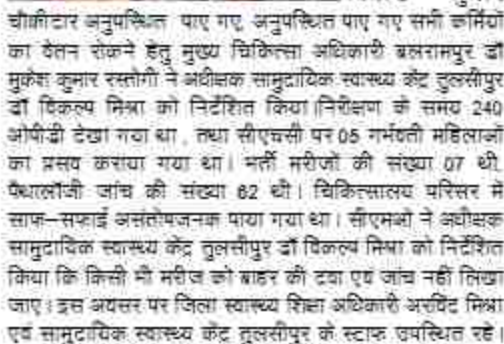 चौकीदार अनुपस्थित पाए गए, अनुपस्थित पाए गए सभी कर्मियों
का वेतन रोकने हेतु मुख्य चिकित्सा अधिकारी बलरामपुर डॉ
मुकेश कुमार रस्तोगी ने अधीक्षक सामुदायिक स्वास्थ्य केंद्र तुलसीपुर
डॉ विकल्प मिश्रा को निर्देशित किया।निरीक्षण के समय 240
ओपीडी देखा गया था , तथा सीएचसी पर 05 गर्भवती महिलाओं
का प्रसव कराया गया था। भर्ती मरीजों की संख्या 07 थी,
पैथालॉजी जांच की संख्या 62 थी। चिकित्सालय परिसर में
साफ–सफाई असंतोषजनक पाया गया था। सीएमओ ने अधीक्षक
सामुदायिक स्वास्थ्य केंद्र तुलसीपुर डॉ विकल्प मिश्रा को निर्देशित
किया कि किसी भी मरीज को बाहर की दवा एवं जांच नहीं लिखा
जाए। इस अवसर पर जिला स्वास्थ्य शिक्षा अधिकारी अरविंद मिश्रा
एवं सामुदायिक स्वास्थ्य केंद्र तुलसीपुर के स्टाफ उपस्थित रहे।